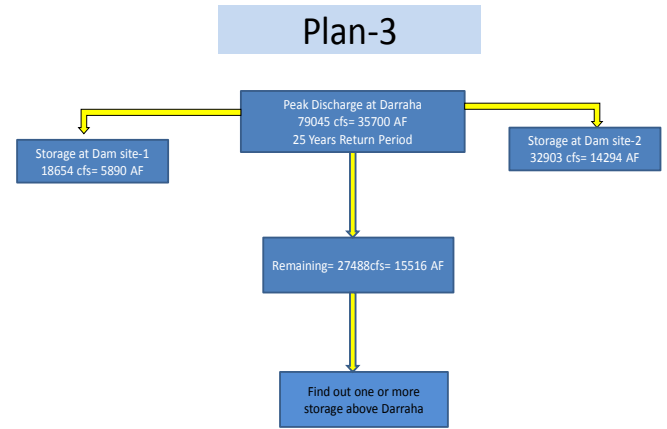 Plan-3
Peak Discharge at Darraha
79045 cfs= 35700 AF
25 Years Return Period
Storage at Dam site-1
18654 cfs= 5890 AF
Storage at Dam site-2
32903 cfs= 14294 AF
Remaining= 27488cfs= 15516 AF
Find out one or more
storage above Darraha